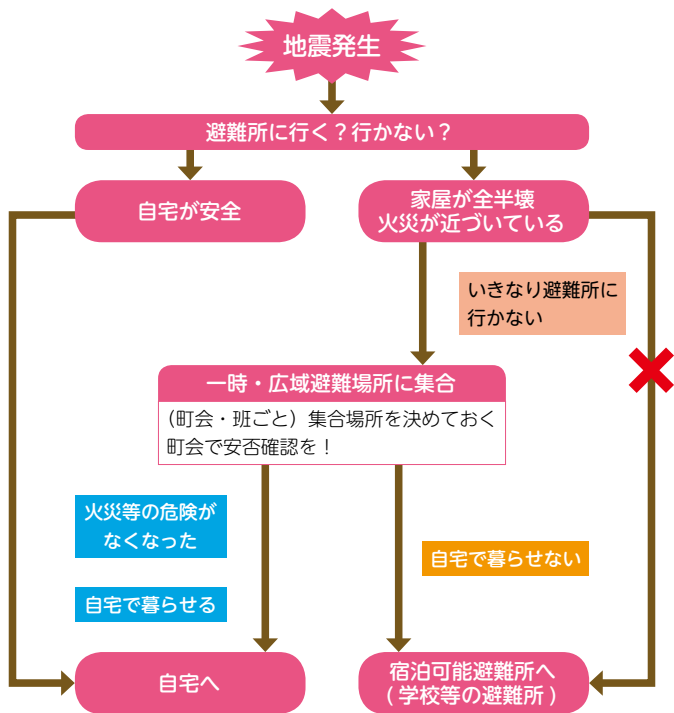 地震発生
避難所に行く？行かない？
自宅が安全
家屋が全半壊
火災が近づいている
いきなり避難所に
行かない
一時・広域避難場所に集合
(町会・班ごと) 集合場所を決めておく
町会で安否確認を！
火災等の危険が
なくなった
自宅で暮らせる
自宅で暮らせない
自宅へ
宿泊可能避難所へ
( 学校等の避難所 )